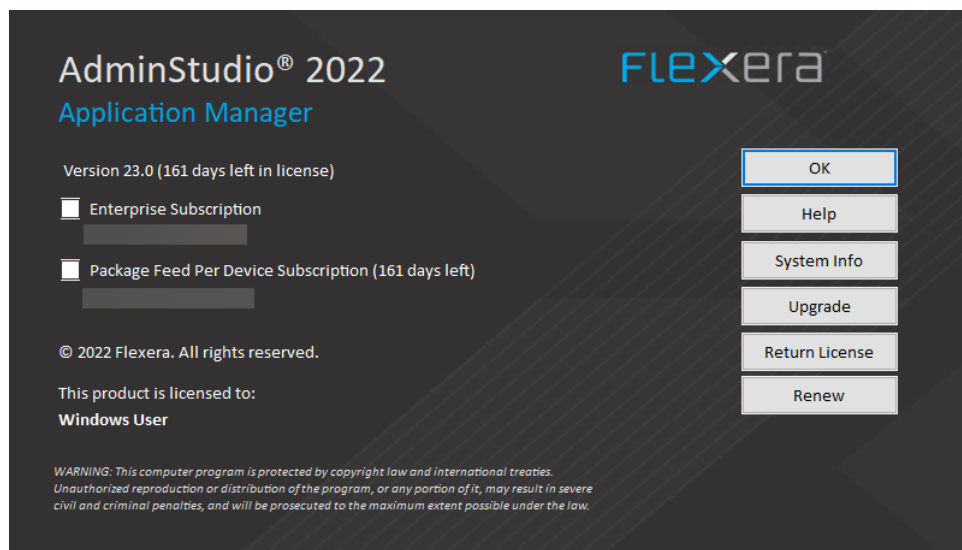 AdminStudio® 2022
FLEXera
Application Manager
Version 23.0 (161 days left in license)
OK
Enterprise Subscription
Help
System Info
Package Feed Per Device Subscription (161 days left)
Upgrade
© 2022 Flexera. All rights reserved.
Return License
This product is licensed to:
Renew
Windows User
WARNING: This computer program is protected by copyright law and international treaties.
Unauthorized reproduction or distribution of the program, or any portion of it, may result in severe
civil and criminal penalties, and will be prosecuted to the maximum extent possible under the law.